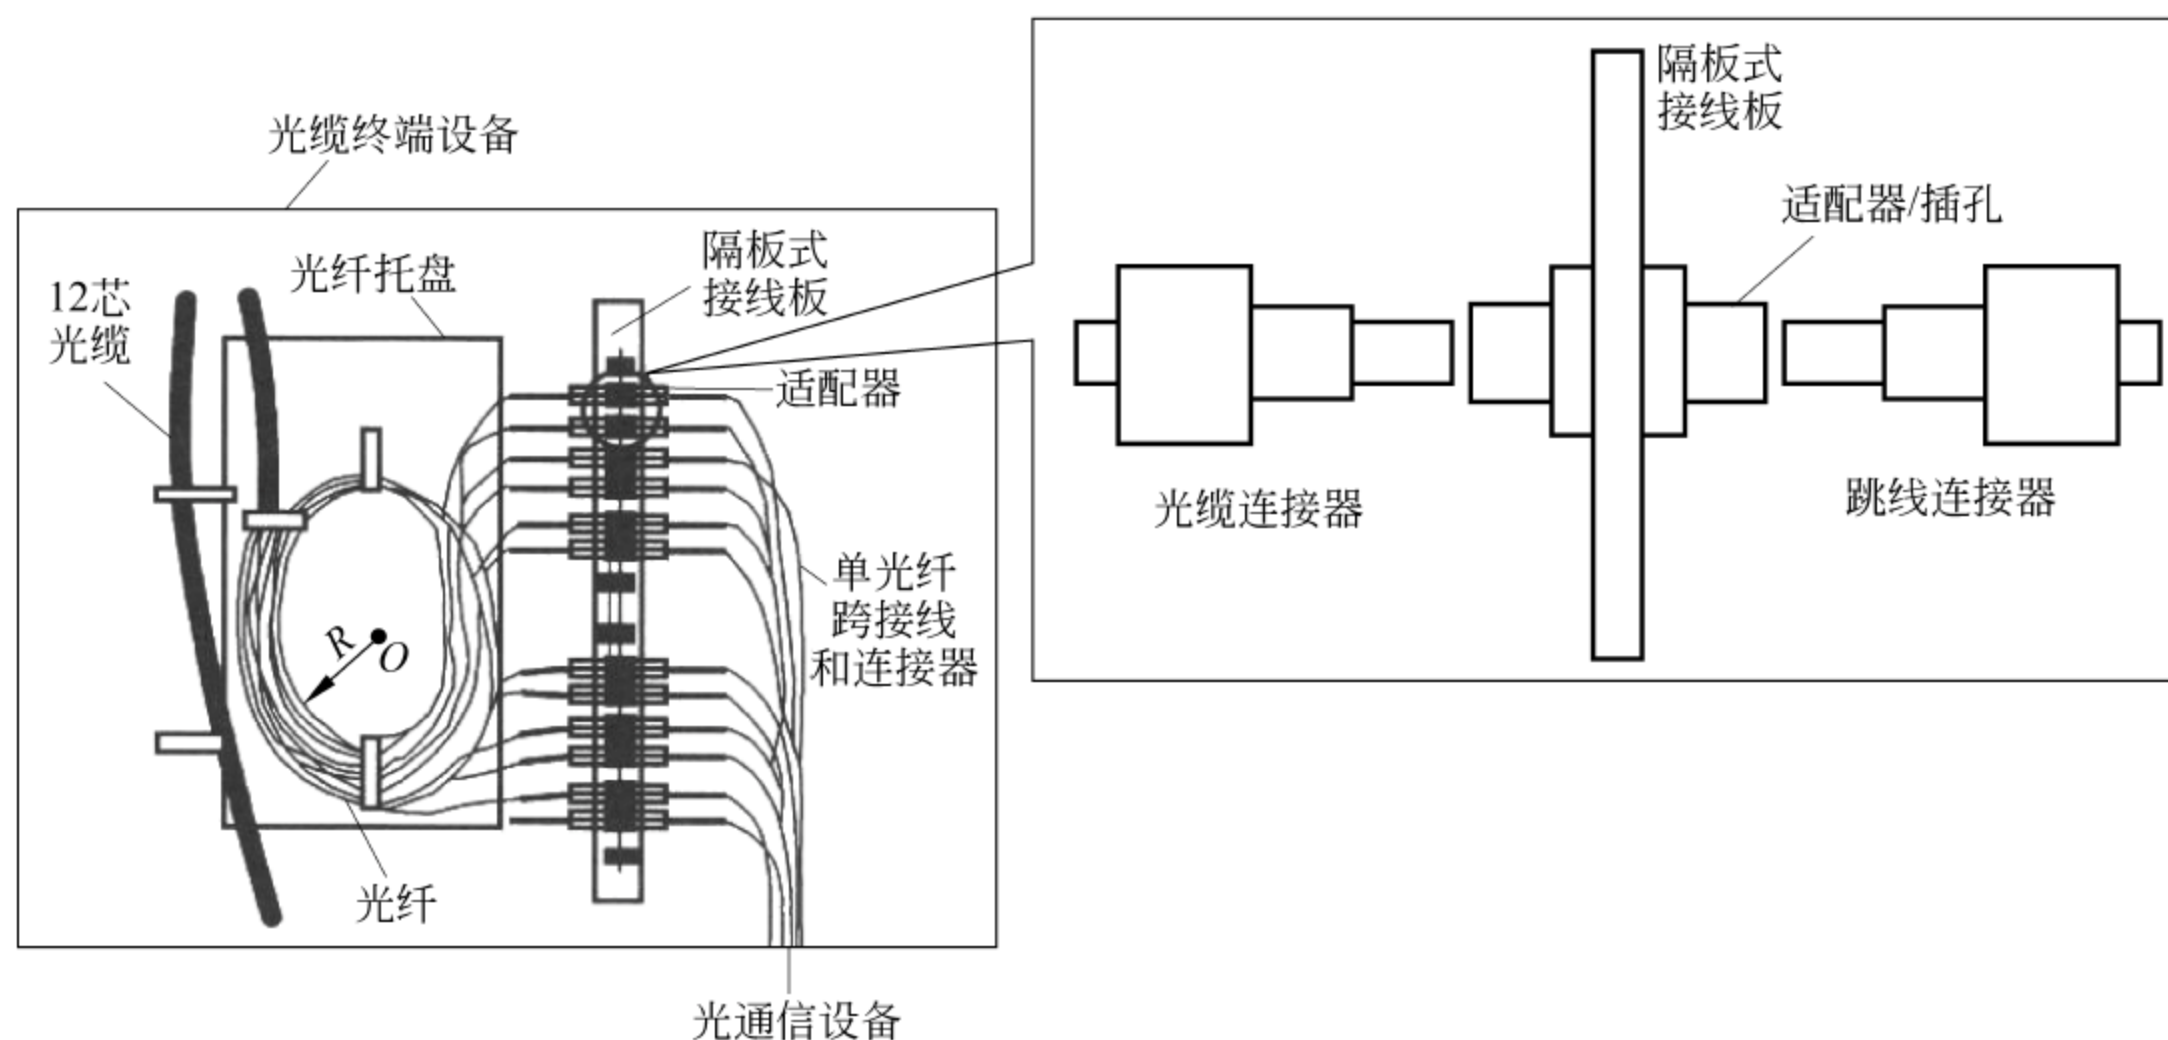 光缆终端设备
12芯
光缆
光纤托盘
隔板式
接线板
适配器
R
O
单光纤
跨接线
和连接器
光纤
光通信设备
隔板式
接线板
适配器/插孔
光缆连接器
跳线连接器